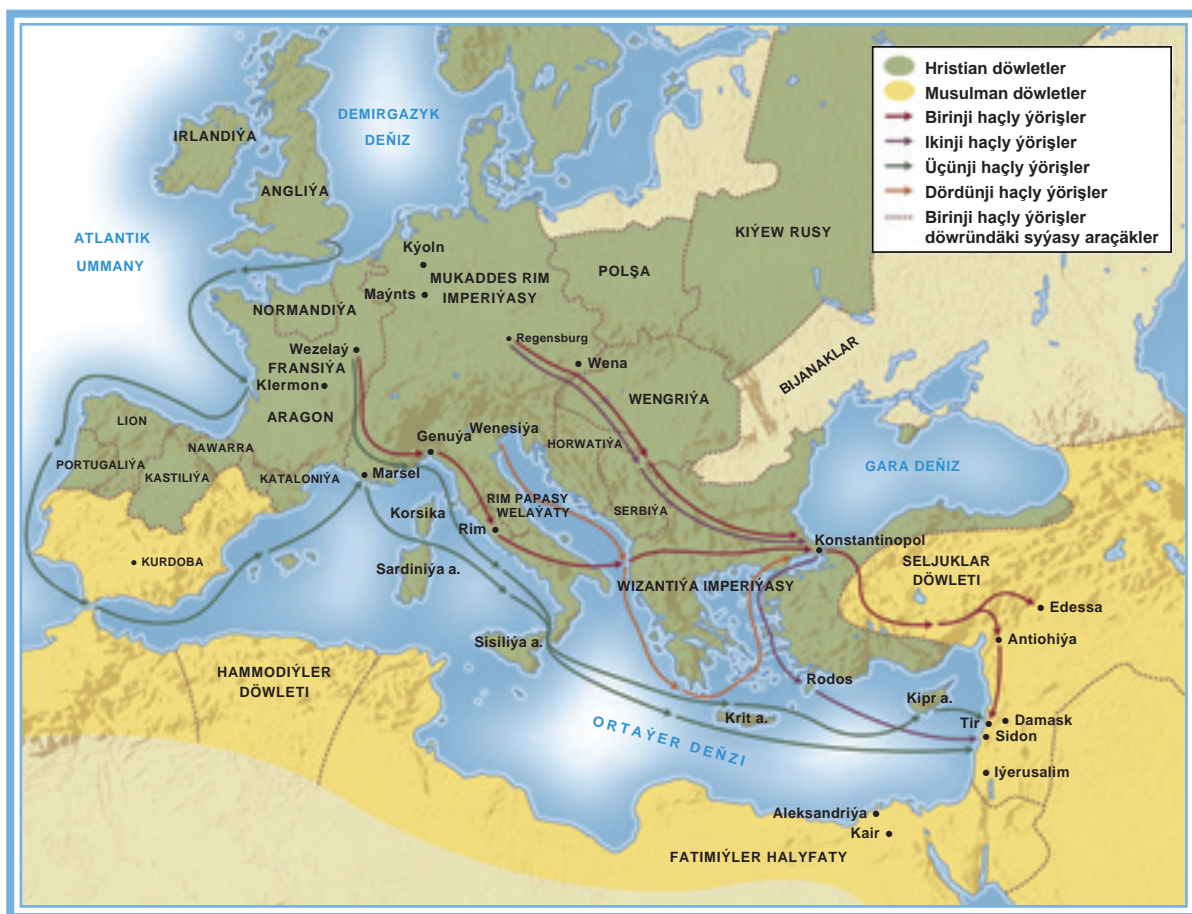 Hristian döwletler
Musulman döwletler
Birinji haçly ýörişler
Ikinji haçly ýörişler
Üçünji haçly ýörişler
Dördünji haçly ýörişler
Birinji haçly ýörişler
döwründäki syýasy araçäkler
DEMIRGAZYK
DEŇIZ
IRLANDIÝA
ANGLIÝA
ATLANTIK
UMMANY
KIÝEW RUSY
Kýoln
MUKADDES RIM
IMPERIÝASY
POLŞA
Maýnts
NORMANDIÝA
Regensburg
Wezelaý
FRANSIÝA
Wena
BIJANAKLAR
Klermon
WENGRIÝA
LION
ARAGON
Genuýa
Wenesiýa
HORWATIÝA
NAWARRA
PORTUGALIÝA
KASTILIÝA
KATALONIÝA
Marsel
GARA DEŇIZ
Korsika
RIM PAPASY
WELAÝATY
SERBIÝA
Rim
Konstantinopol
KURDOBA
Sardiniýa a.
WIZANTIÝA IMPERIÝASY
SELJUKLAR
DÖWLETI
Edessa
Sisiliýa a.
Antiohiýa
HAMMODIÝLER
DÖWLETI
Rodos
Kipr a.
Krit a.
Tir
Damask
Sidon
ORTAÝER DEŇZI
Iýerusalim
Aleksandriýa
Kair
FATIMIÝLER HALYFATY